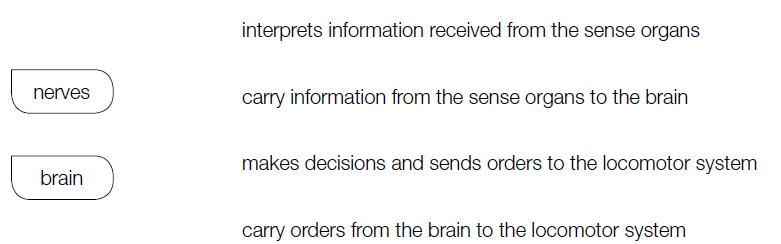 interprets information received from the sense organs
nerves
carry information from the sense organs to the brain
makes decisions and sends orders to the locomotor system
brain
carry orders from the brain to the locomotor system